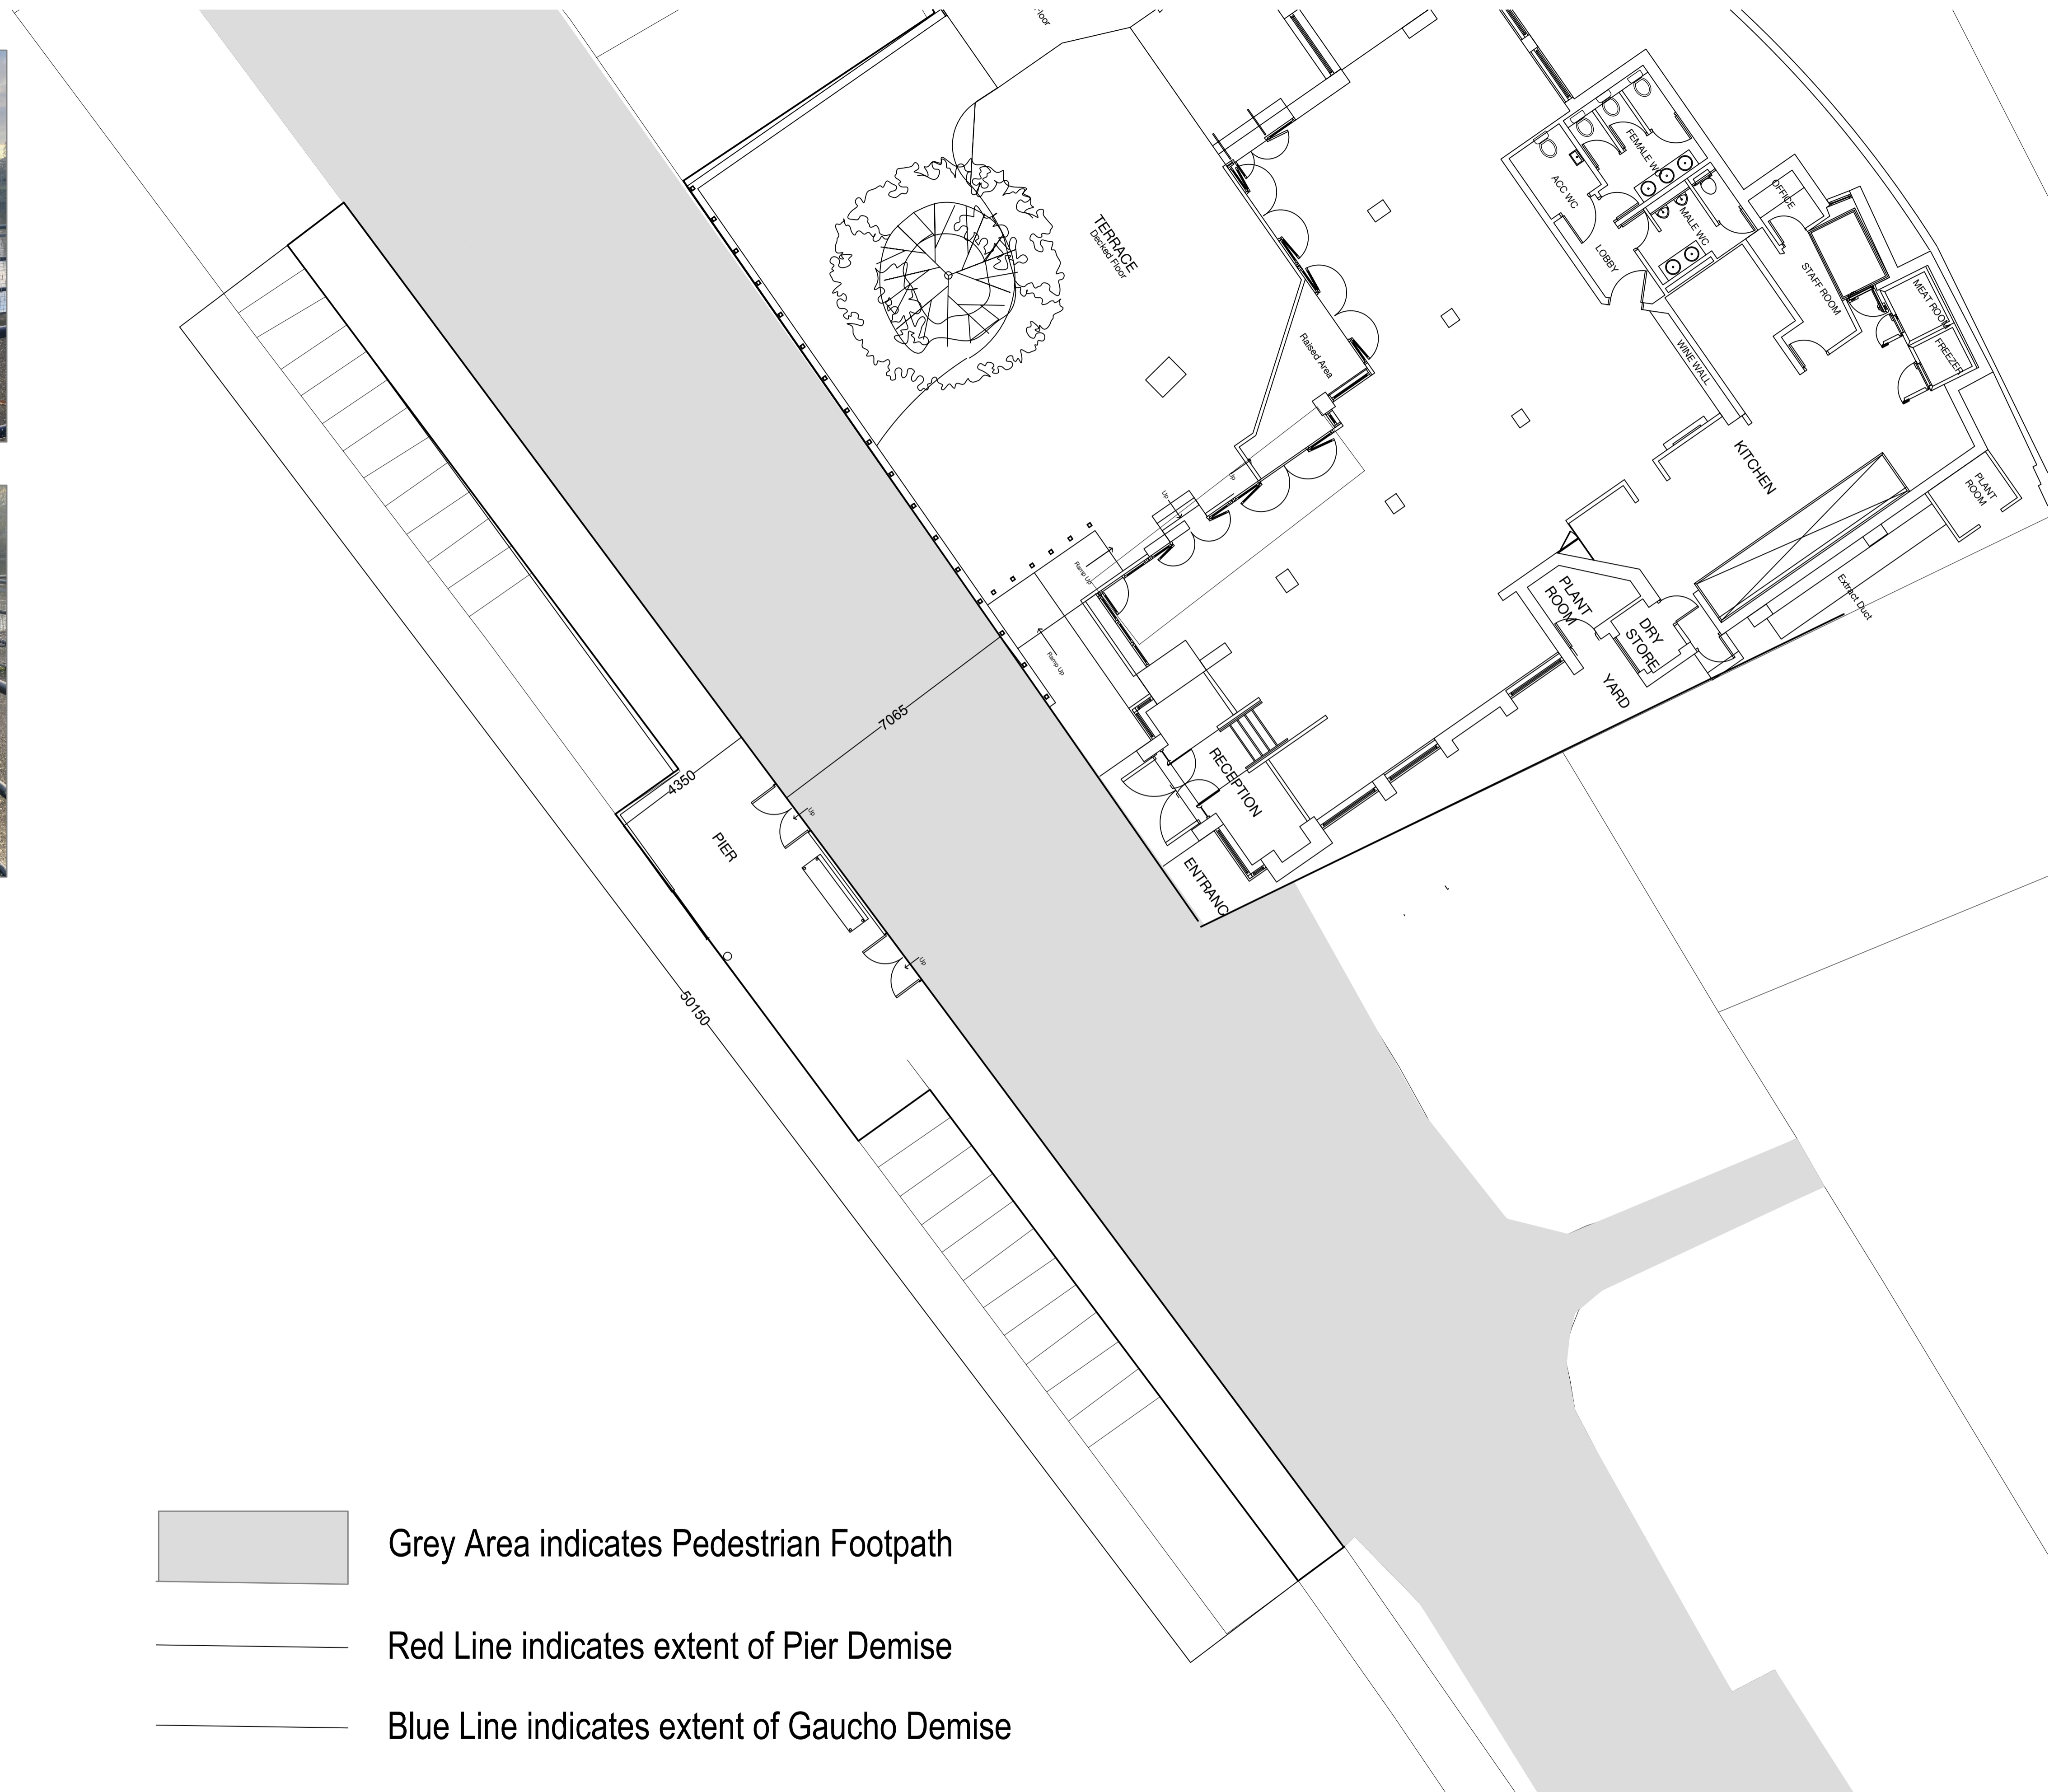 loor
FEMALE WC
ACC WC
OFFICE
MALE WC
LOBBY
STAFF ROOM
MEAT ROOM
FREEZER
TERRACE
Decked Floor
Raised Area
WINE WALL
KITCHEN
PLANT
ROOM
Up
Up
Ramp Up
Ramp Up
PLANT
ROOM
DRY
STORE
Extract Duct
YARD
7065
4350
RECEPTION
Up
PIER
ENTRANC
Up
50150
Grey Area indicates Pedestrian Footpath
Red Line indicates extent of Pier Demise
Blue Line indicates extent of Gaucho Demise